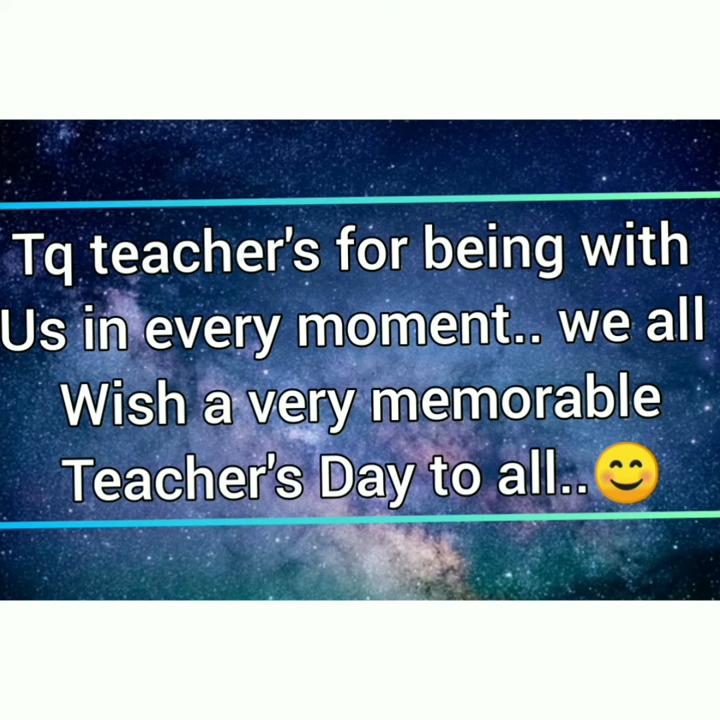 Tq teacher's for being with
Us in every moment.. we all
Wish a very memorable
Teacher's Day to all..😊